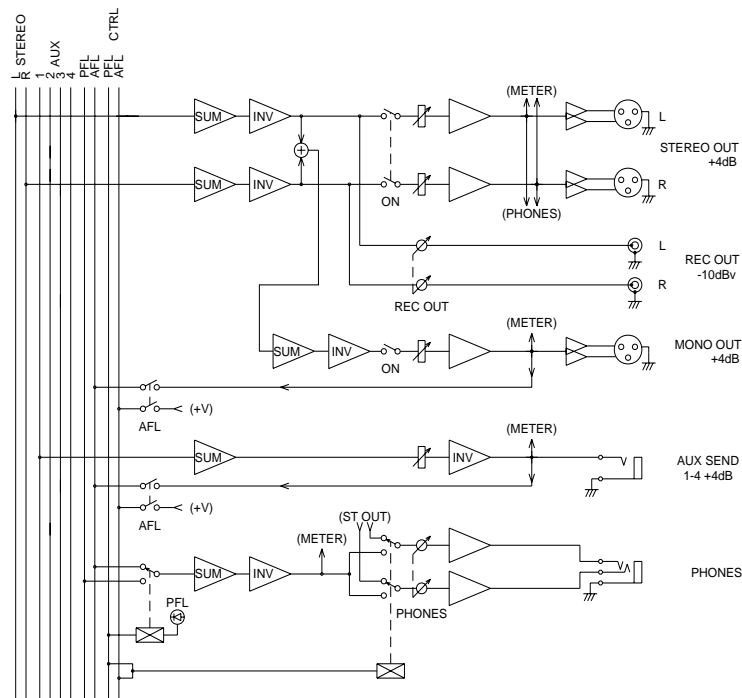 L STEREO
R
1
2 AUX
3
4
PFL
AFL
PFL CTRL
AFL
SUM
INV
(METER)
L
STEREO OUT
+4dB
SUM
INV
ON
(PHONES)
R
L
REC OUT
-10dBv
R
REC OUT
(METER)
SUM
INV
ON
MONO OUT
+4dB
AFL
(+V)
(METER)
SUM
INV
AUX SEND
1-4 +4dB
AFL
(+V)
(ST OUT)
(METER)
SUM
INV
PHONES
PHONES
PFL